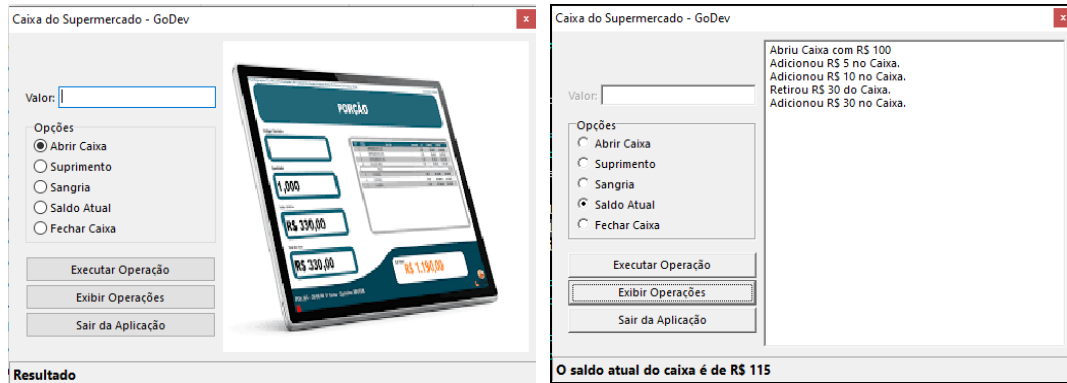 Caixa do Supermercado - GoDev
x
Valor:
Opções
Abrir Caixa
Suprimento
Sangria
Saldo Atual
Fechar Caixa
Executar Operação
Exibir Operações
Sair da Aplicação
PORÇÃO
1,000
R$ 330,00
R$ 330,00
R$ 1.190,00
Resultado
Caixa do Supermercado - GoDev
x
Valor:
Opções
Abrir Caixa
Suprimento
Sangria
Saldo Atual
Fechar Caixa
Executar Operação
Exibir Operações
Sair da Aplicação
Abriu Caixa com R$ 100
Adicionou R$ 5 no Caixa.
Adicionou R$ 10 no Caixa.
Retirou R$ 30 do Caixa.
Adicionou R$ 30 no Caixa.
O saldo atual do caixa é de R$ 115